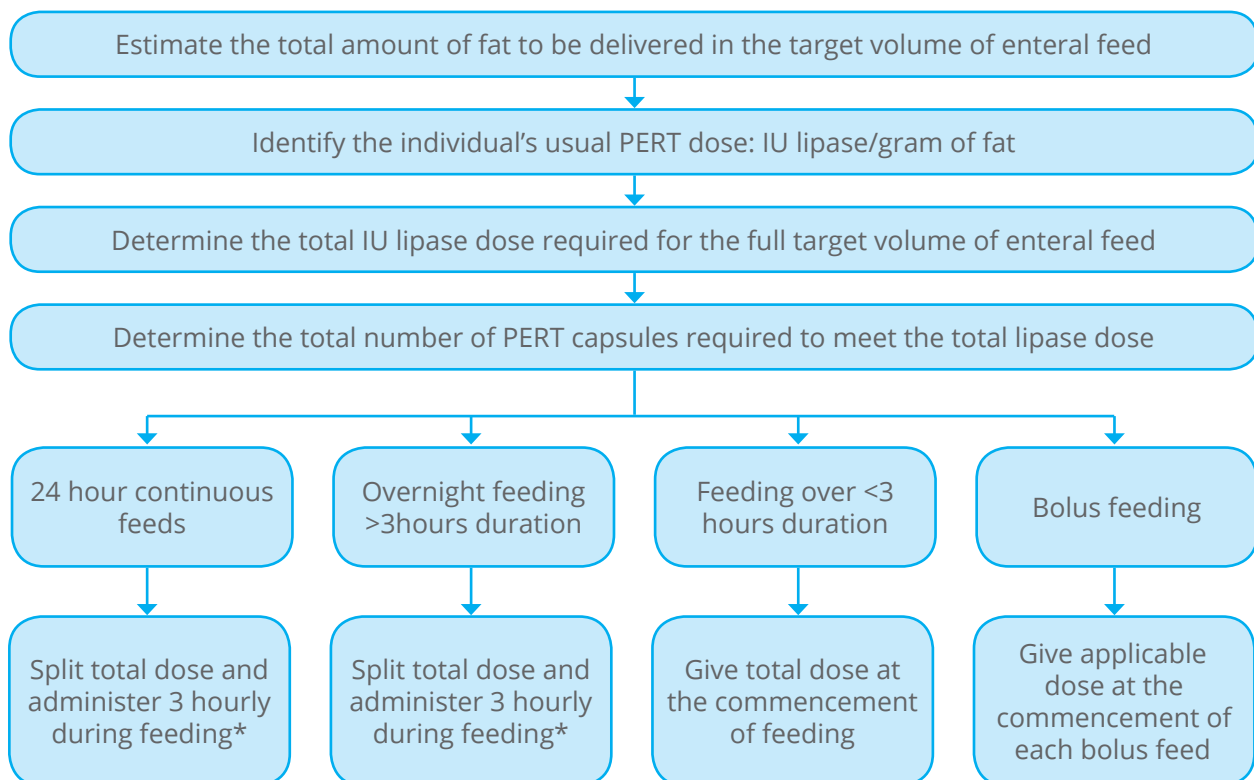 Estimate the total amount of fat to be delivered in the target volume of enteral feed
Identify the individual’s usual PERT dose: IU lipase/gram of fat
Determine the total IU lipase dose required for the full target volume of enteral feed
Determine the total number of PERT capsules required to meet the total lipase dose
24 hour continuous
feeds
Overnight feeding
>3hours duration
Feeding over <3
hours duration
Bolus feeding
Split total dose and
administer 3 hourly
during feeding*
Split total dose and
administer 3 hourly
during feeding*
Give total dose at
the commencement
of feeding
Give applicable
dose at the
commencement of
each bolus feed